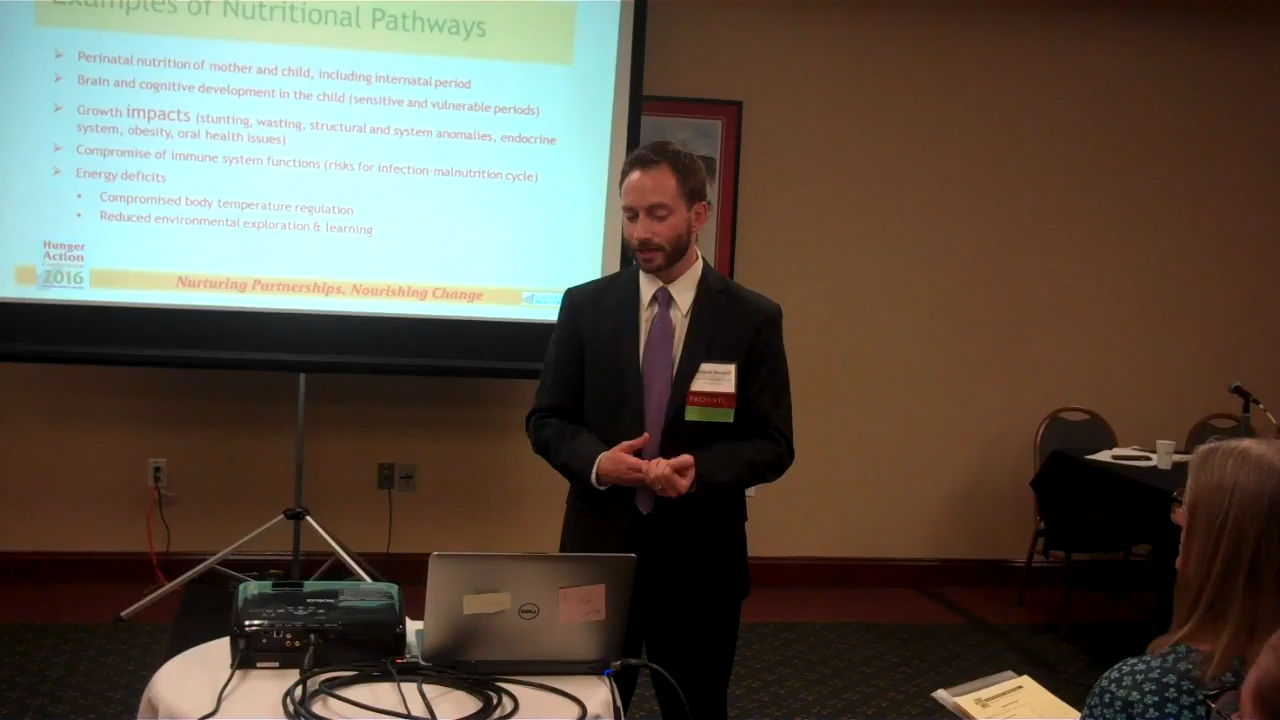 Examples of Nutritional Pathways
Perinatal nutrition of mother and child, including internatal period
Brain and cognitive development in the child (sensitive and vulnerable periods)
Growth impacts (stunting, wasting, structural and system anomalies, endocrine
system, obesity, oral health issues)
Compromise of immune system functions (risks for infection-malnutrition cycle)
Energy deficits
Compromised body temperature regulation
Reduced environmental exploration & learning
Hunger
Action
Conference
2016
Nurturing Partnerships, Nourishing Change
DELL